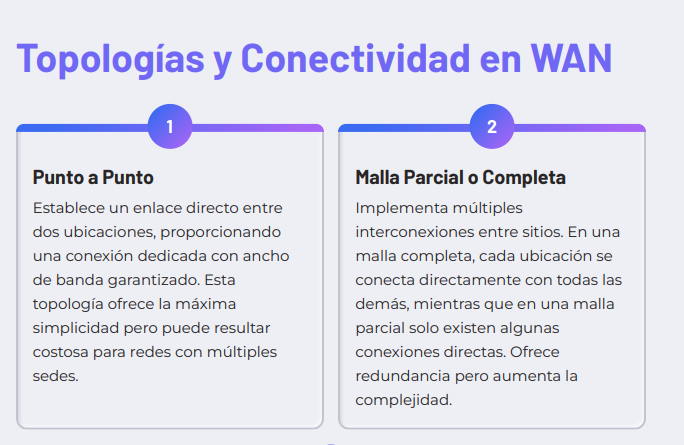 Topologías y Conectividad en WAN
1
Punto a Punto
Establece un enlace directo entre
dos ubicaciones, proporcionando
una conexión dedicada con ancho
de banda garantizado. Esta
topología ofrece la máxima
simplicidad pero puede resultar
costosa para redes con múltiples
sedes.
2
Malla Parcial o Completa
Implementa múltiples
interconexiones entre sitios. En una
malla completa, cada ubicación se
conecta directamente con todas las
demás, mientras que en una malla
parcial solo existen algunas
conexiones directas. Ofrece
redundancia pero aumenta la
complejidad.